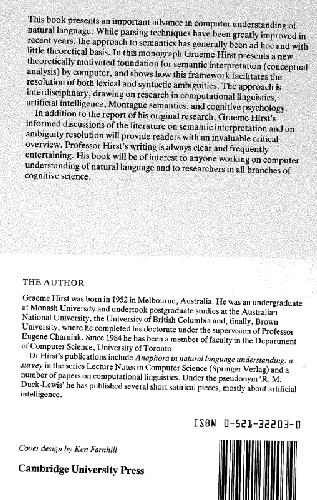 This book presents an important advance in computer understanding of
natural language. While parsing techniques have been greatly improved in
recent years, the approach to semantics has generally been ad hoc and with
little theoretical basis. In this monograph Graeme Hirst presents a new,
theoretically motivated foundation for semantic interpretation (conceptual
analysis) by computer, and shows how this framework facilitates the
resolution of both lexical and syntactic ambiguities. The approach is
interdisciplinary, drawing on research in computational linguistics,
artificial intelligence, Montague semantics, and cognitive psychology.
In addition to the report of his original research, Graeme Hirst's
informed discussions of the literature on semantic interpretation and on
ambiguity resolution will provide readers with an invaluable critical
overview. Professor Hirst's writing is always clear and frequently
entertaining. His book will be of interest to anyone working on computer
understanding of natural language and to researchers in all branches of
cognitive science.
THE AUTHOR
Graeme Hirst was born in 1952 in Melbourne, Australia. He was an undergraduate
at Monash University and undertook postgraduate studies at the Australian
National University, the University of British Columbia and, finally, Brown
University, where he completed his doctorate under the supervision of Professor
Eugene Charniak. Since 1984 he has been a member of faculty in the Department
of Computer Science, University of Toronto.
Dr Hirst's publications include Anaphora in natural language understanding: a
survey in the series Lecture Notes in Computer Science (Springer Verlag) and a
number of papers on computational linguistics. Under the pseudonym 'R. M.
Duck-Lewis' he has published several short satirical pieces, mostly about artificial
intelligence.
ISBN 0-521-32203-0
Cover design by Ken Farnhill
Cambridge University Press